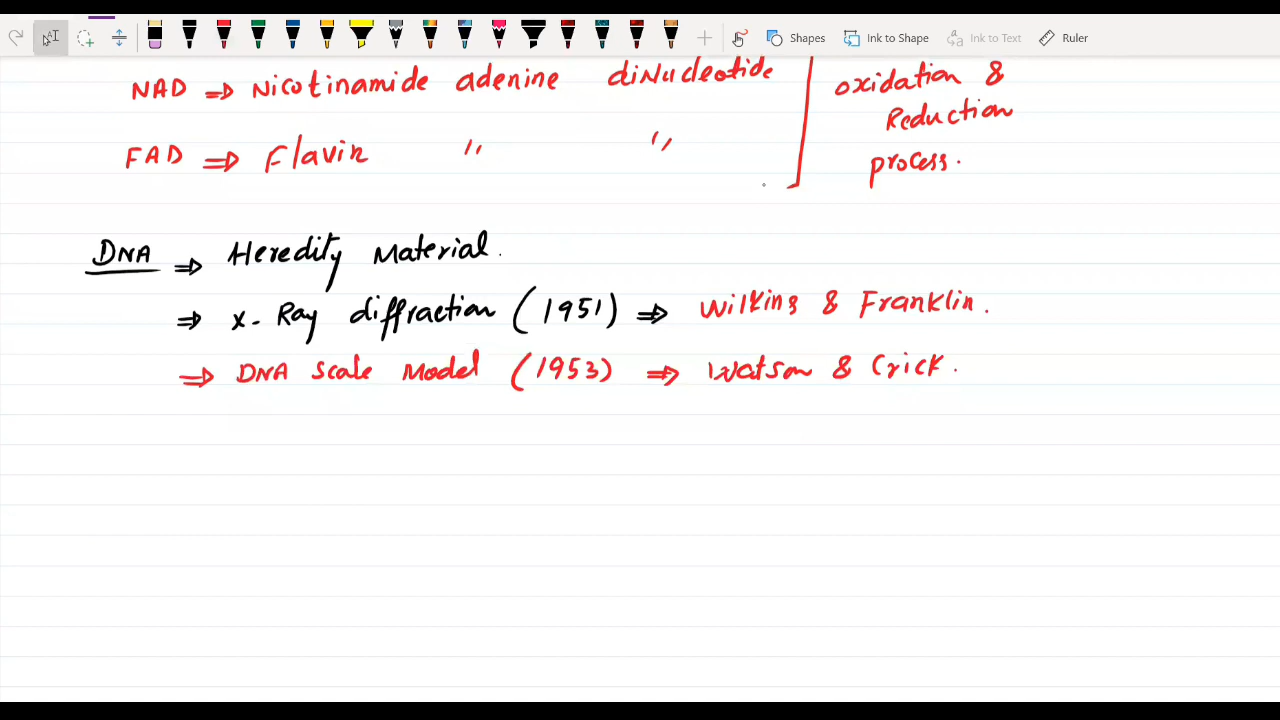 Shapes Ink to Shape Ink to Text Ruler
NAD ⇒ Nicotinamide adenine diNucleotide
FAD ⇒ Flavin " "
oxidation &
Reduction
process.
DNA ⇒ Heredity Material.
⇒ X-Ray diffraction (1951) ⇒ Wilkins & Franklin.
⇒ DNA Scale Model (1953) ⇒ Watson & Crick.